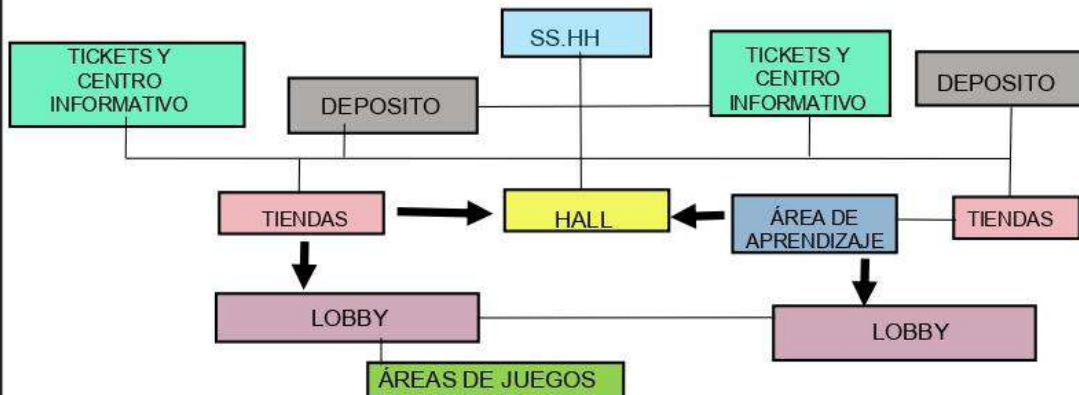 SS.HH
TICKETS Y
CENTRO
INFORMATIVO
DEPOSITO
TICKETS Y
CENTRO
INFORMATIVO
DEPOSITO
TIENDAS
HALL
ÁREA DE
APRENDIZAJE
TIENDAS
LOBBY
LOBBY
ÁREAS DE JUEGOS